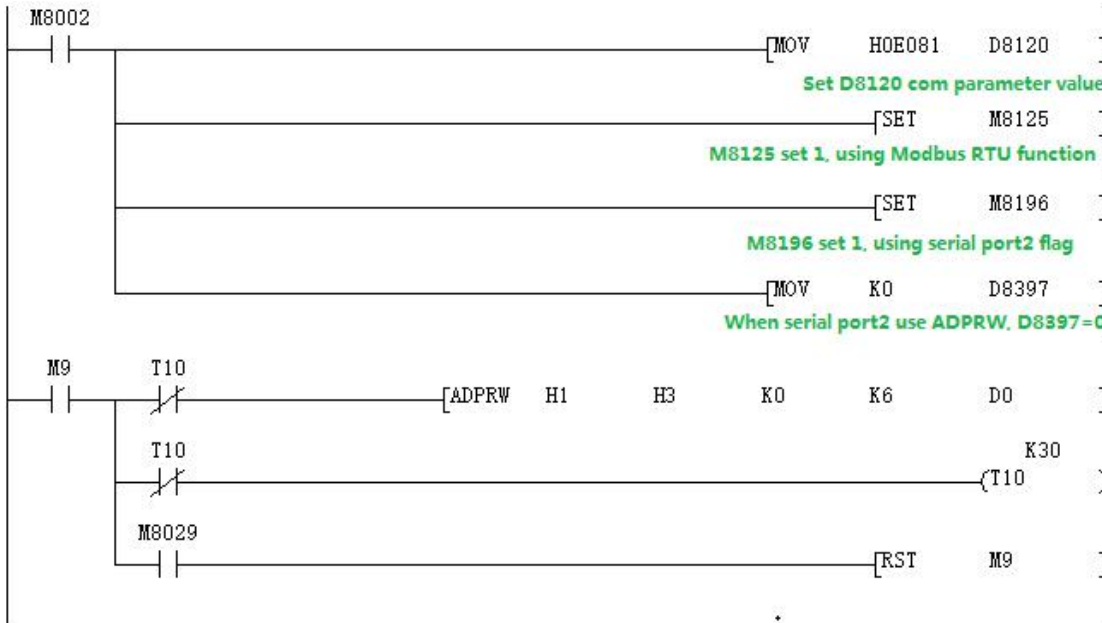 M8002
MOV H0E081 D8120
Set D8120 com parameter value
SET M8125
M8125 set 1, using Modbus RTU function
SET M8196
M8196 set 1, using serial port2 flag
MOV K0 D8397
When serial port2 use ADPRW, D8397=0
M9 T10
ADPRW H1 H3 K0 K6 D0
T10 K30
T10
M8029
RST M9